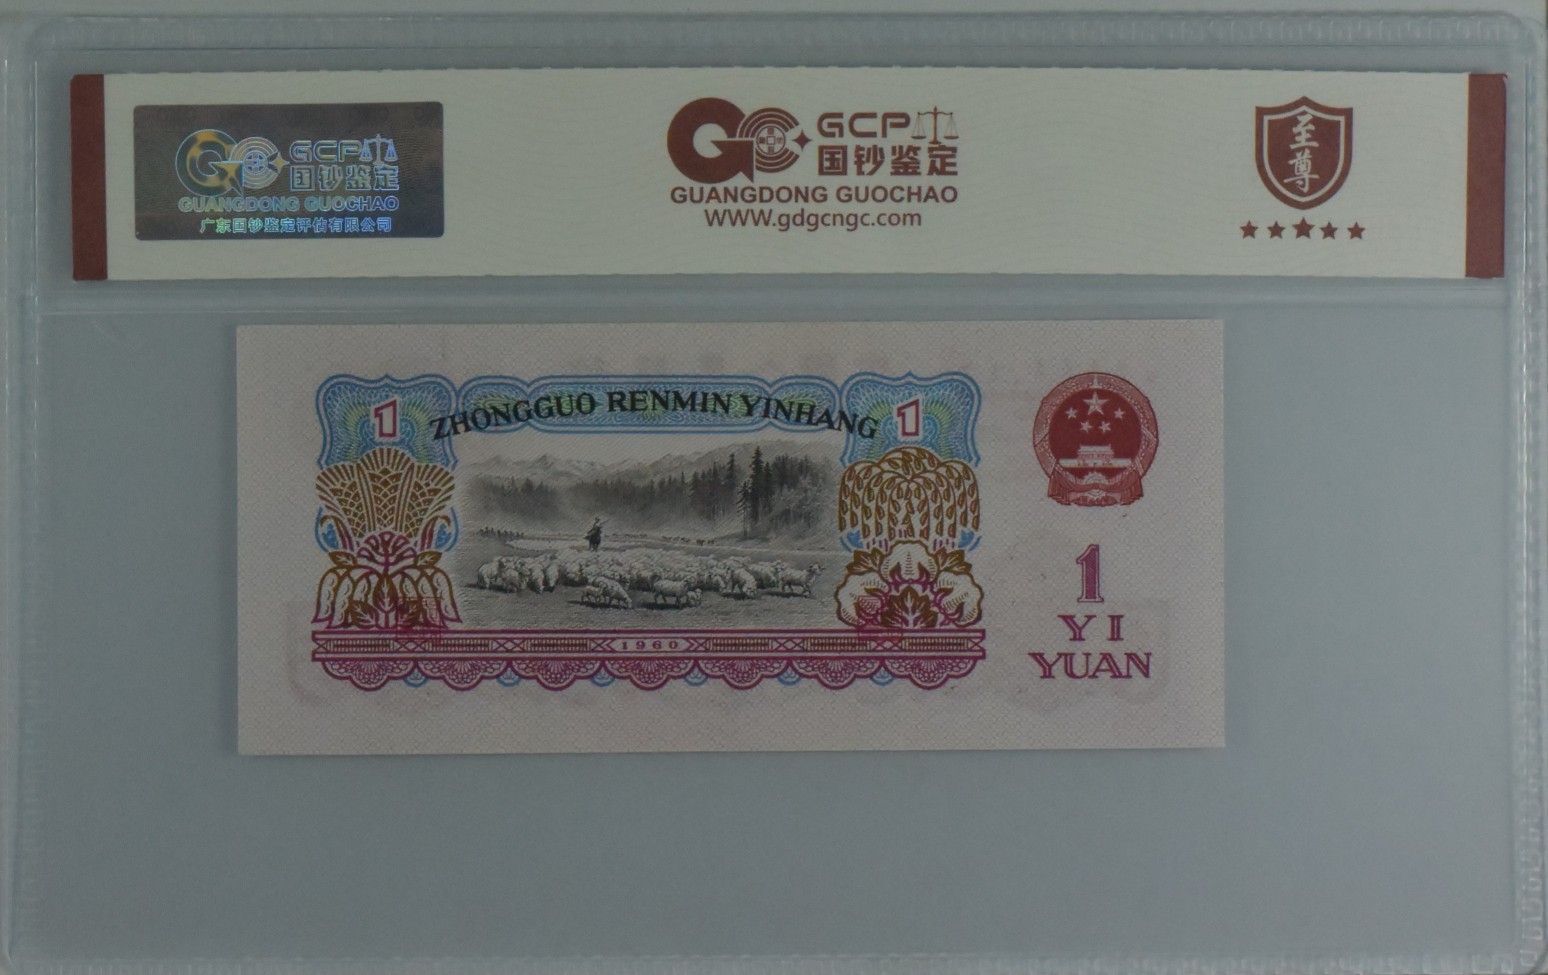 GCP
国钞鉴定
GUANGDONG GUOCHAO
广东国钞鉴定评估有限公司
GCP
国钞鉴定
GUANGDONG GUOCHAO
WWW.gdgcngc.com
至尊
1
ZHONGGUO RENMIN YINHANG
1
1960
1
YI
YUAN